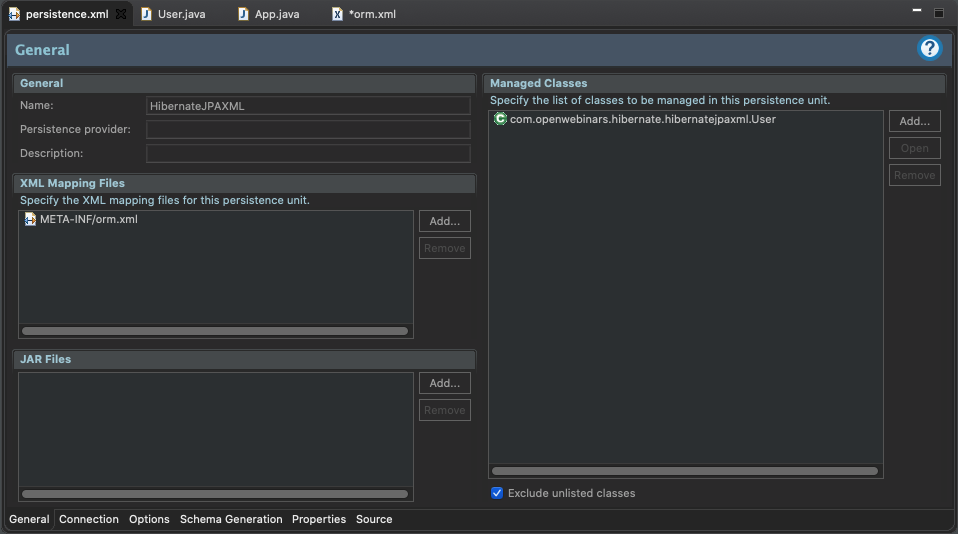 persistence.xml
User.java
App.java
*orm.xml
General
?
General
Name:
HibernateJPAXML
Persistence provider:
Description:
XML Mapping Files
Specify the XML mapping files for this persistence unit.
META-INF/orm.xml
Add...
Remove
JAR Files
Add...
Remove
Managed Classes
Specify the list of classes to be managed in this persistence unit.
C
com.openwebinars.hibernate.hibernatejpaxml.User
Add...
Open
Remove
Exclude unlisted classes
General
Connection
Options
Schema Generation
Properties
Source